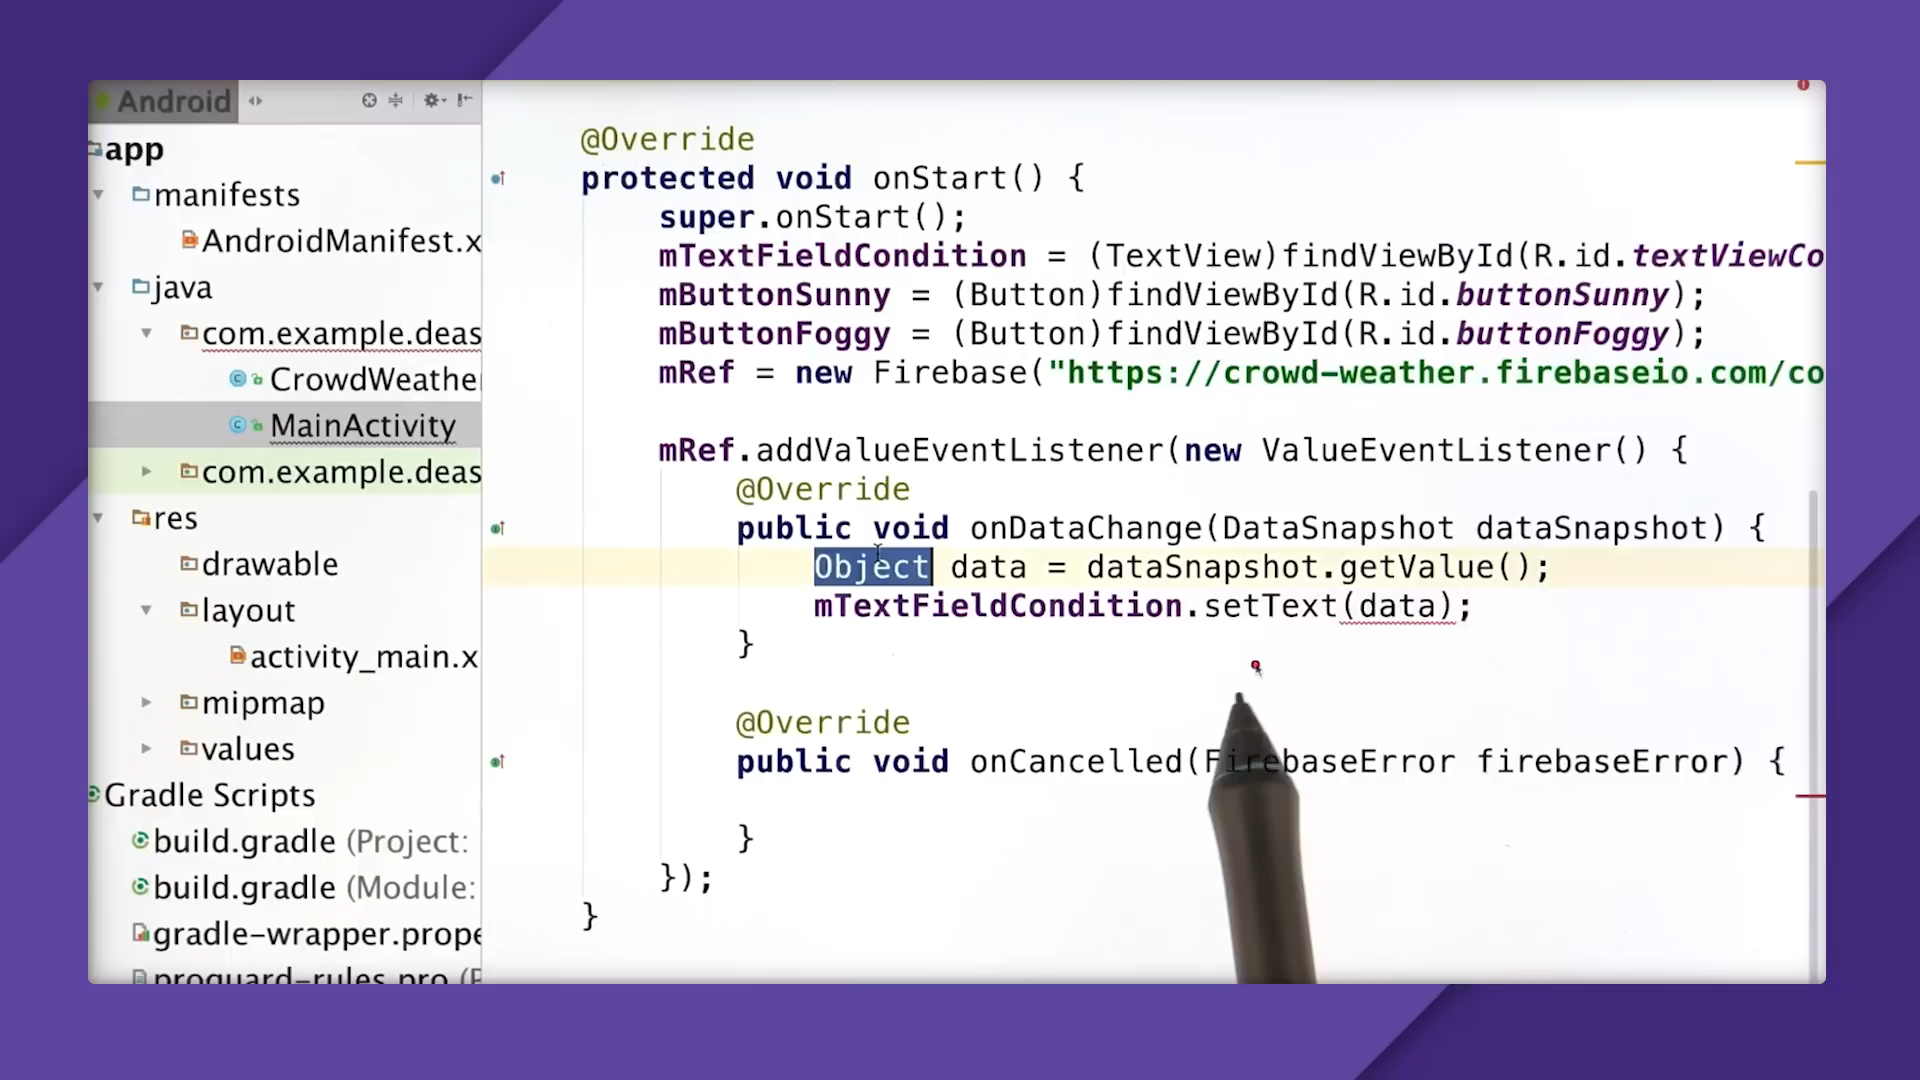 Android
app
manifests
AndroidManifest.x
java
com.example.deas
CrowdWeathe
MainActivity
com.example.deas
res
drawable
layout
activity_main.x
mipmap
values
Gradle Scripts
build.gradle (Project:
build.gradle (Module:
gradle-wrapper.prope
proguard-rules.pro (P
@Override
protected void onStart() {
super.onStart();
mTextFieldCondition = (TextView)findViewById(R.id.textViewCo
mButtonSunny = (Button)findViewById(R.id.buttonSunny);
mButtonFoggy = (Button)findViewById(R.id.buttonFoggy);
mRef = new Firebase("https://crowd-weather.firebaseio.com/co
mRef.addValueEventListener(new ValueEventListener() {
@Override
public void onDataChange(DataSnapshot dataSnapshot) {
Object data = dataSnapshot.getValue();
mTextFieldCondition.setText(data);
}
@Override
public void onCancelled(FirebaseError firebaseError) {
}
});
}